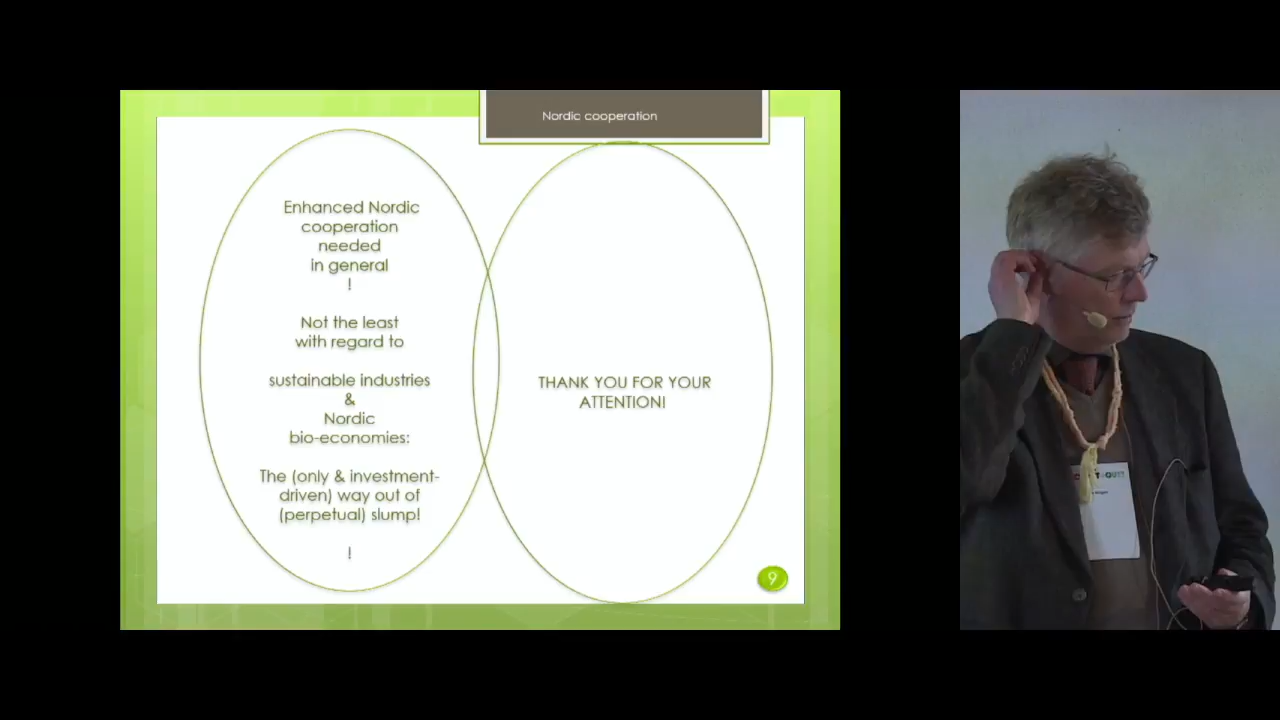 Nordic cooperation
Enhanced Nordic
cooperation
needed
in general
!
Not the least
with regard to
sustainable industries
&
Nordic
bio-economies:
The (only & investment-
driven) way out of
(perpetual) slump!
!
THANK YOU FOR YOUR
ATTENTION!
9